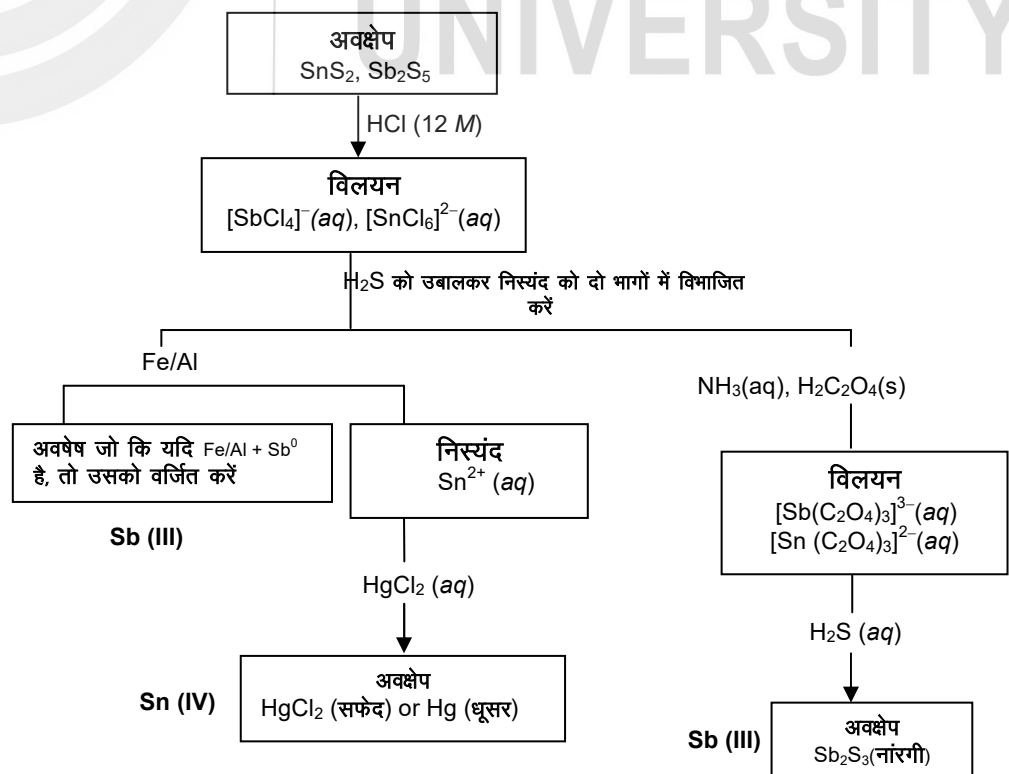 UNIVERSITY
अवक्षेप
SnS₂, Sb₂S₅
HCl (12 M)
विलयन
[SbCl₄]⁻(aq), [SnCl₆]²⁻(aq)
H₂S को उबालकर निस्यंद को दो भागों में विभाजित
करें
Fe/Al
NH₃(aq), H₂C₂O₄(s)
अवषेष जो कि यदि Fe/Al + Sb⁰
है, तो उसको वर्जित करें
Sb (III)
निस्यंद
Sn²⁺ (aq)
विलयन
[Sb(C₂O₄)₃]³⁻(aq)
[Sn (C₂O₄)₃]²⁻(aq)
HgCl₂ (aq)
H₂S (aq)
Sn (IV)
अवक्षेप
HgCl₂ (सफेद) or Hg (धूसर)
Sb (III)
अवक्षेप
Sb₂S₃(नांरगी)